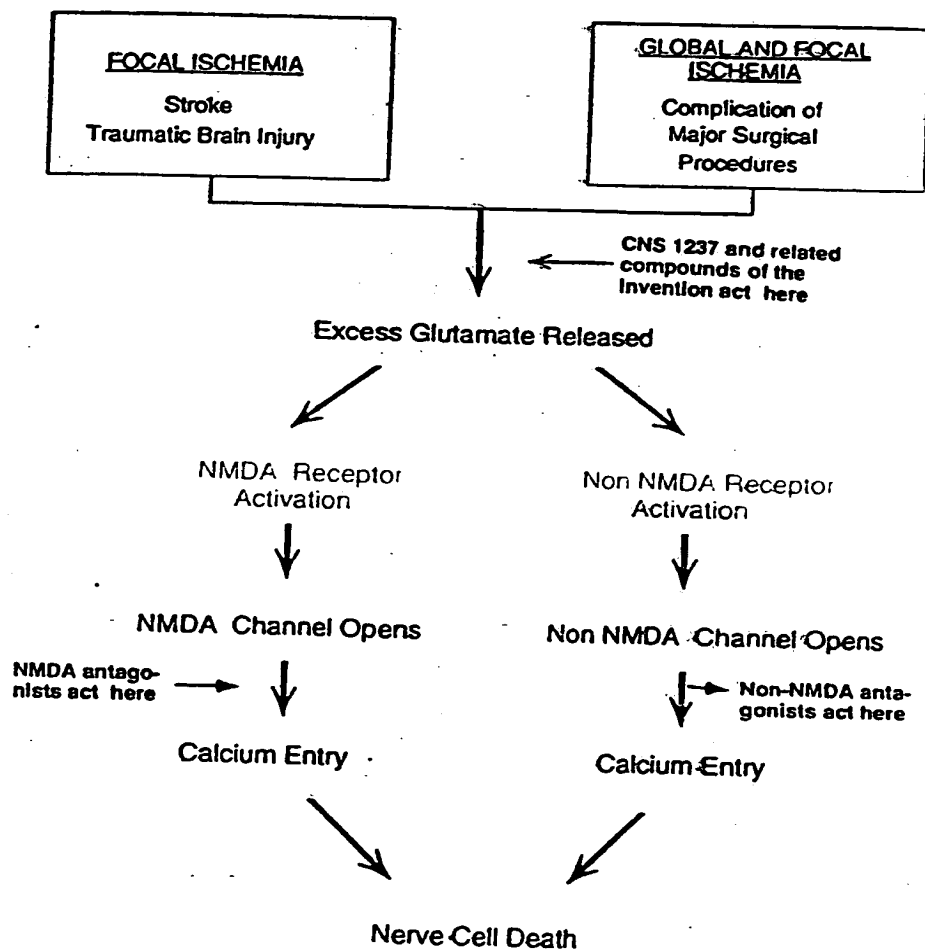 FOCAL ISCHEMIA
Stroke
Traumatic Brain Injury
GLOBAL AND FOCAL
ISCHEMIA
Complication of
Major Surgical
Procedures
CNS 1237 and related
compounds of the
Invention act here
Excess Glutamate Released
NMDA Receptor
Activation
Non NMDA Receptor
Activation
NMDA Channel Opens
Non NMDA Channel Opens
NMDA antago-
nists act here
Non-NMDA anta-
gonists act here
Calcium Entry
Calcium Entry
Nerve Cell Death